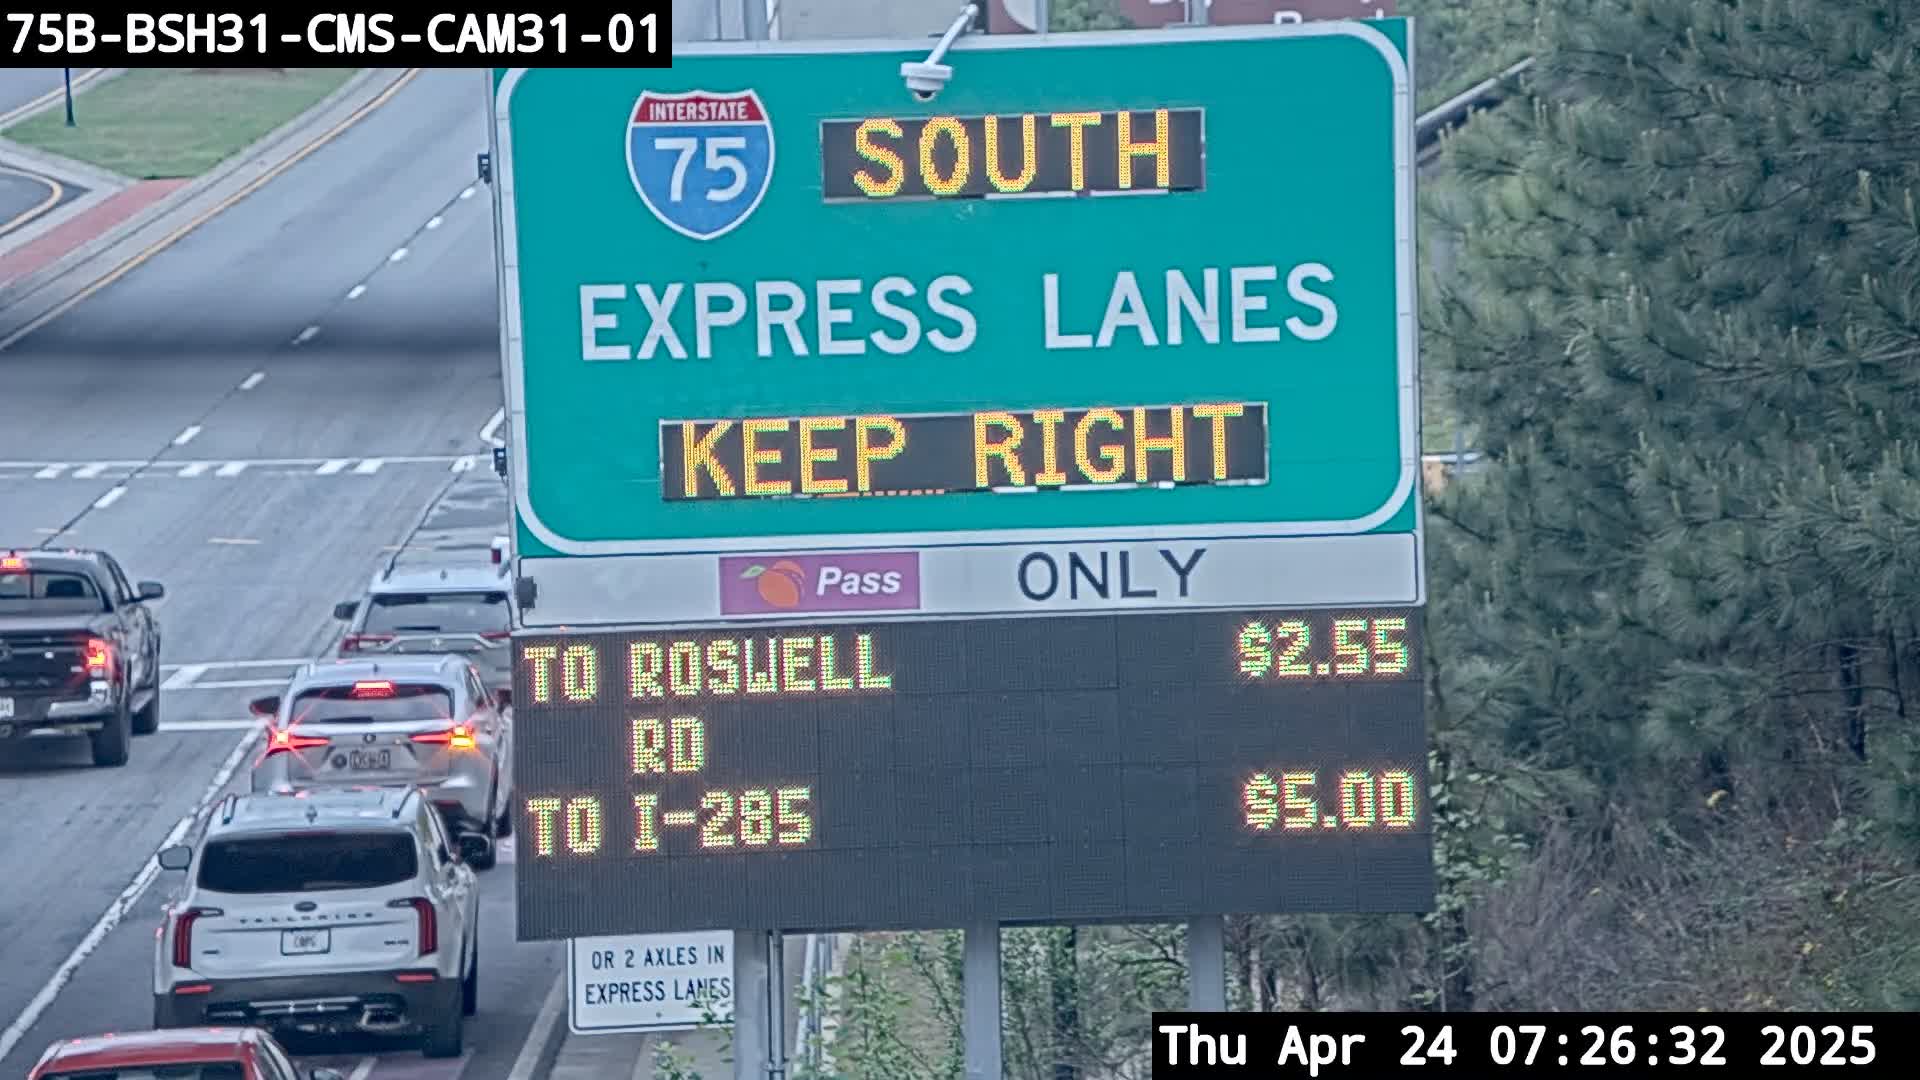 75B-BSH31-CMS-CAM31-01
INTERSTATE
75
SOUTH
EXPRESS LANES
KEEP RIGHT
Pass ONLY
TO ROSWELL $2.55
RD
TO I-285 $5.00
TELLURIDE
OR 2 AXLES IN
EXPRESS LANES
Thu Apr 24 07:26:32 2025